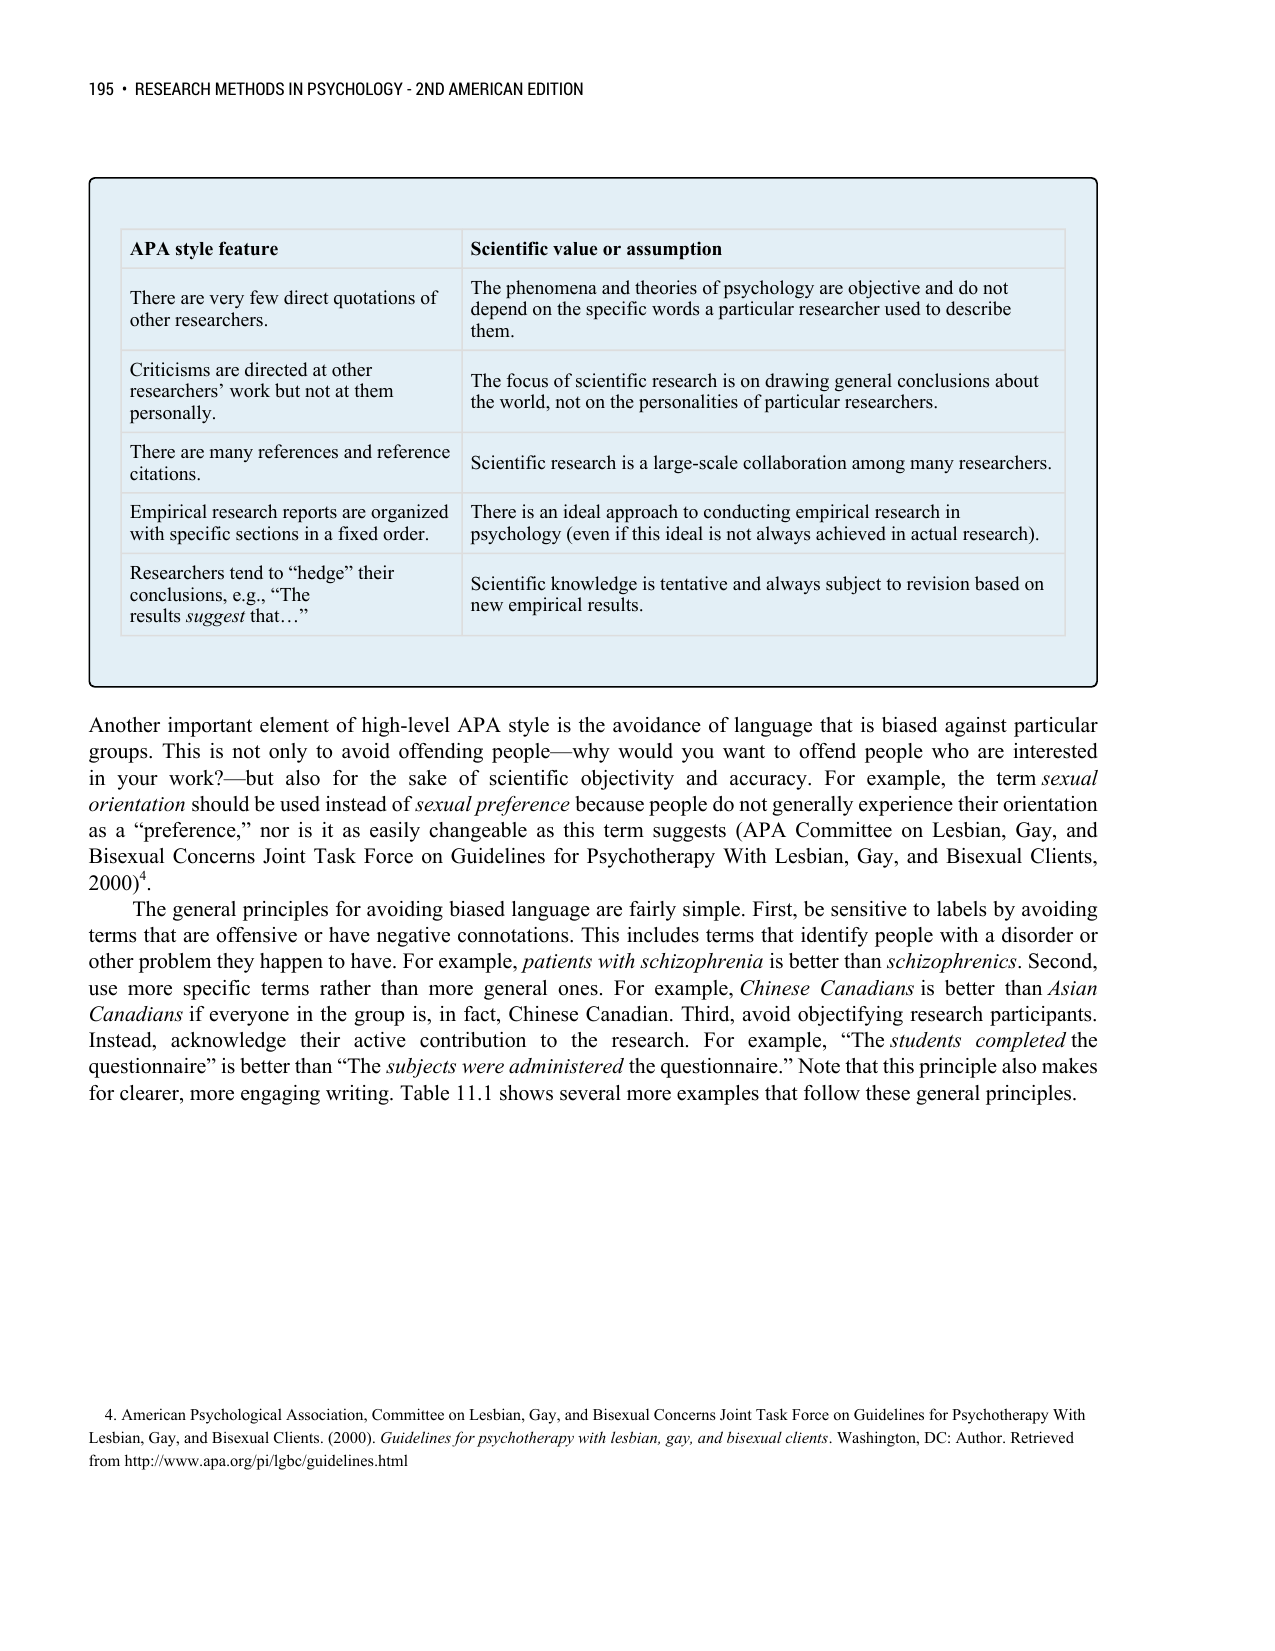 195 • RESEARCH METHODS IN PSYCHOLOGY - 2ND AMERICAN EDITION
APA style feature
Scientific value or assumption
There are very few direct quotations of
other researchers.
The phenomena and theories of psychology are objective and do not
depend on the specific words a particular researcher used to describe
them.
Criticisms are directed at other
researchers’ work but not at them
personally.
The focus of scientific research is on drawing general conclusions about
the world, not on the personalities of particular researchers.
There are many references and reference
citations.
Scientific research is a large-scale collaboration among many researchers.
Empirical research reports are organized
with specific sections in a fixed order.
There is an ideal approach to conducting empirical research in
psychology (even if this ideal is not always achieved in actual research).
Researchers tend to “hedge” their
conclusions, e.g., “The
results suggest that…”
Scientific knowledge is tentative and always subject to revision based on
new empirical results.
Another important element of high-level APA style is the avoidance of language that is biased against particular
groups. This is not only to avoid offending people—why would you want to offend people who are interested
in your work?—but also for the sake of scientific objectivity and accuracy. For example, the term sexual
orientation should be used instead of sexual preference because people do not generally experience their orientation
as a “preference,” nor is it as easily changeable as this term suggests (APA Committee on Lesbian, Gay, and
Bisexual Concerns Joint Task Force on Guidelines for Psychotherapy With Lesbian, Gay, and Bisexual Clients,
2000)4.
The general principles for avoiding biased language are fairly simple. First, be sensitive to labels by avoiding
terms that are offensive or have negative connotations. This includes terms that identify people with a disorder or
other problem they happen to have. For example, patients with schizophrenia is better than schizophrenics. Second,
use more specific terms rather than more general ones. For example, Chinese Canadians is better than Asian
Canadians if everyone in the group is, in fact, Chinese Canadian. Third, avoid objectifying research participants.
Instead, acknowledge their active contribution to the research. For example, “The students completed the
questionnaire” is better than “The subjects were administered the questionnaire.” Note that this principle also makes
for clearer, more engaging writing. Table 11.1 shows several more examples that follow these general principles.
4. American Psychological Association, Committee on Lesbian, Gay, and Bisexual Concerns Joint Task Force on Guidelines for Psychotherapy With
Lesbian, Gay, and Bisexual Clients. (2000). Guidelines for psychotherapy with lesbian, gay, and bisexual clients. Washington, DC: Author. Retrieved
from http://www.apa.org/pi/lgbc/guidelines.html